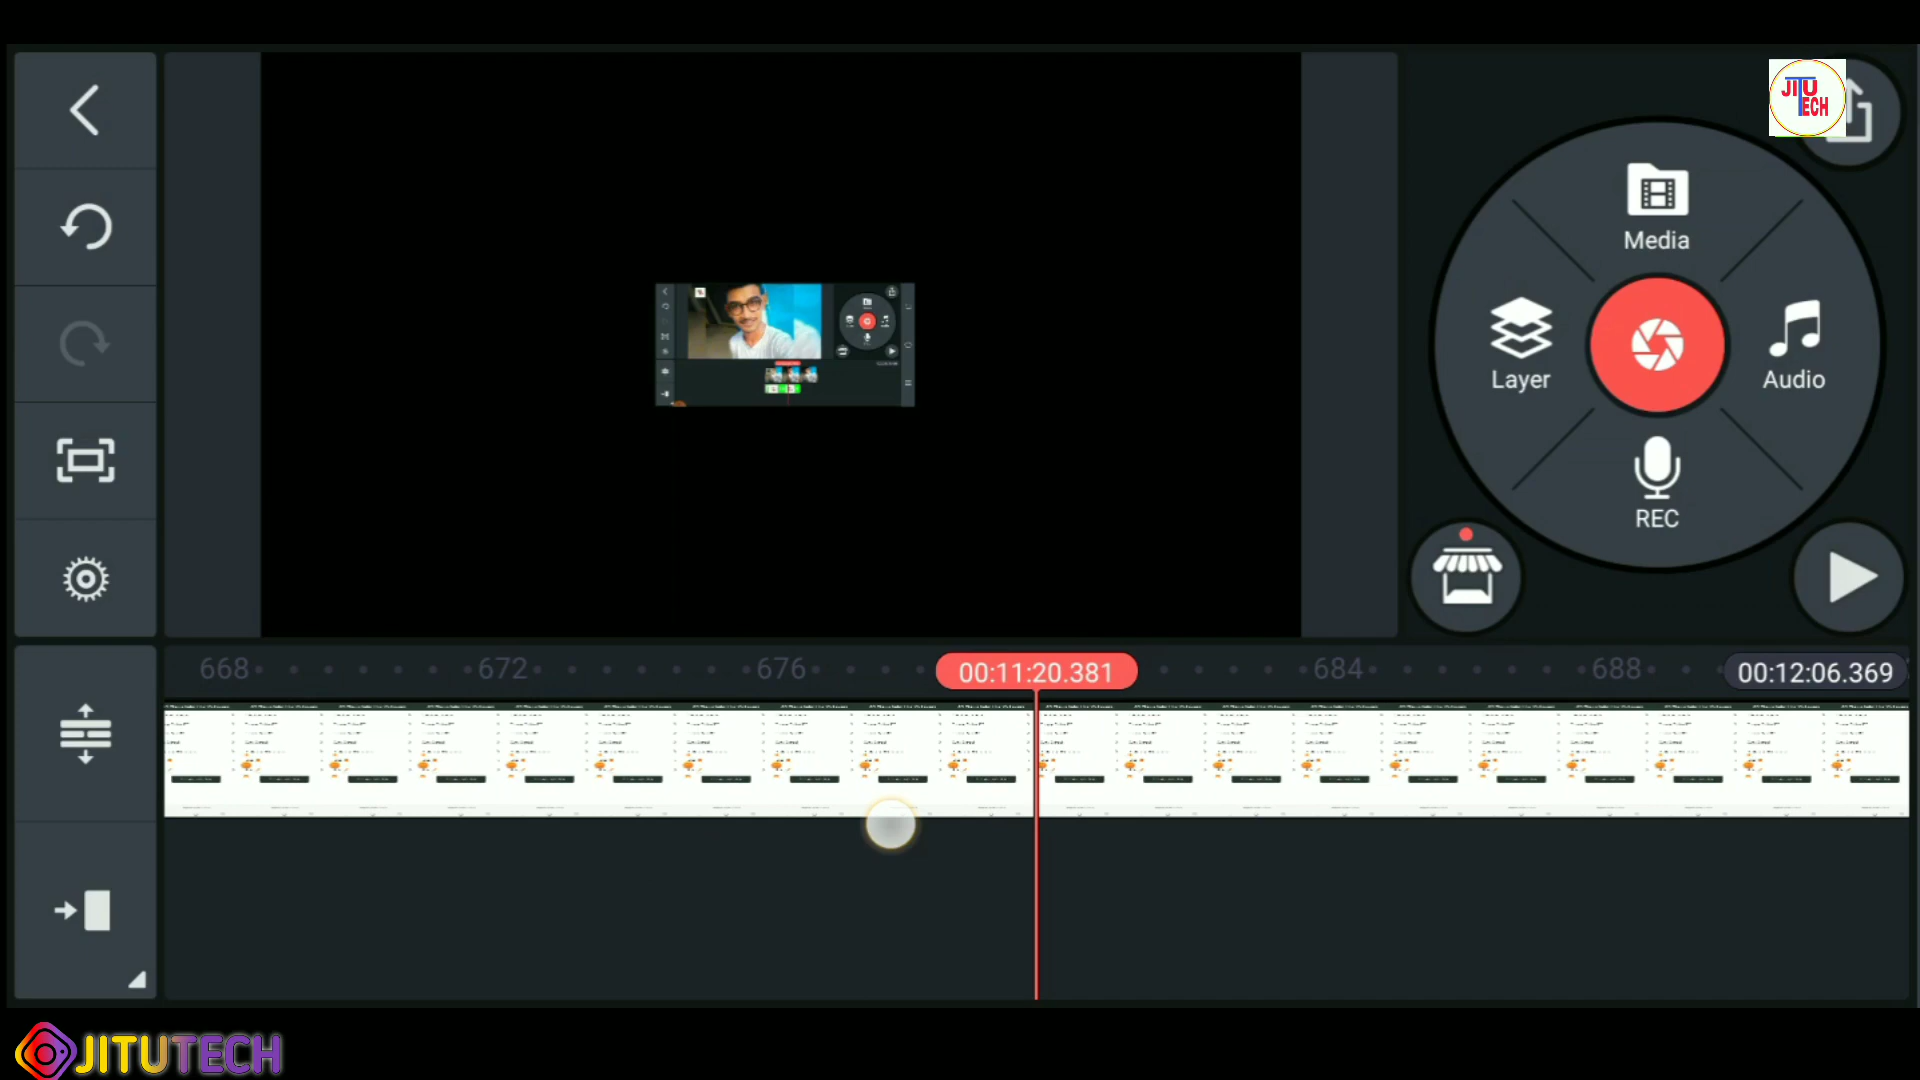 JITU
TECH
Media
Layer
Audio
REC
668
672
676
00:11:20.381
684
688
00:12:06.369
JITUTECH